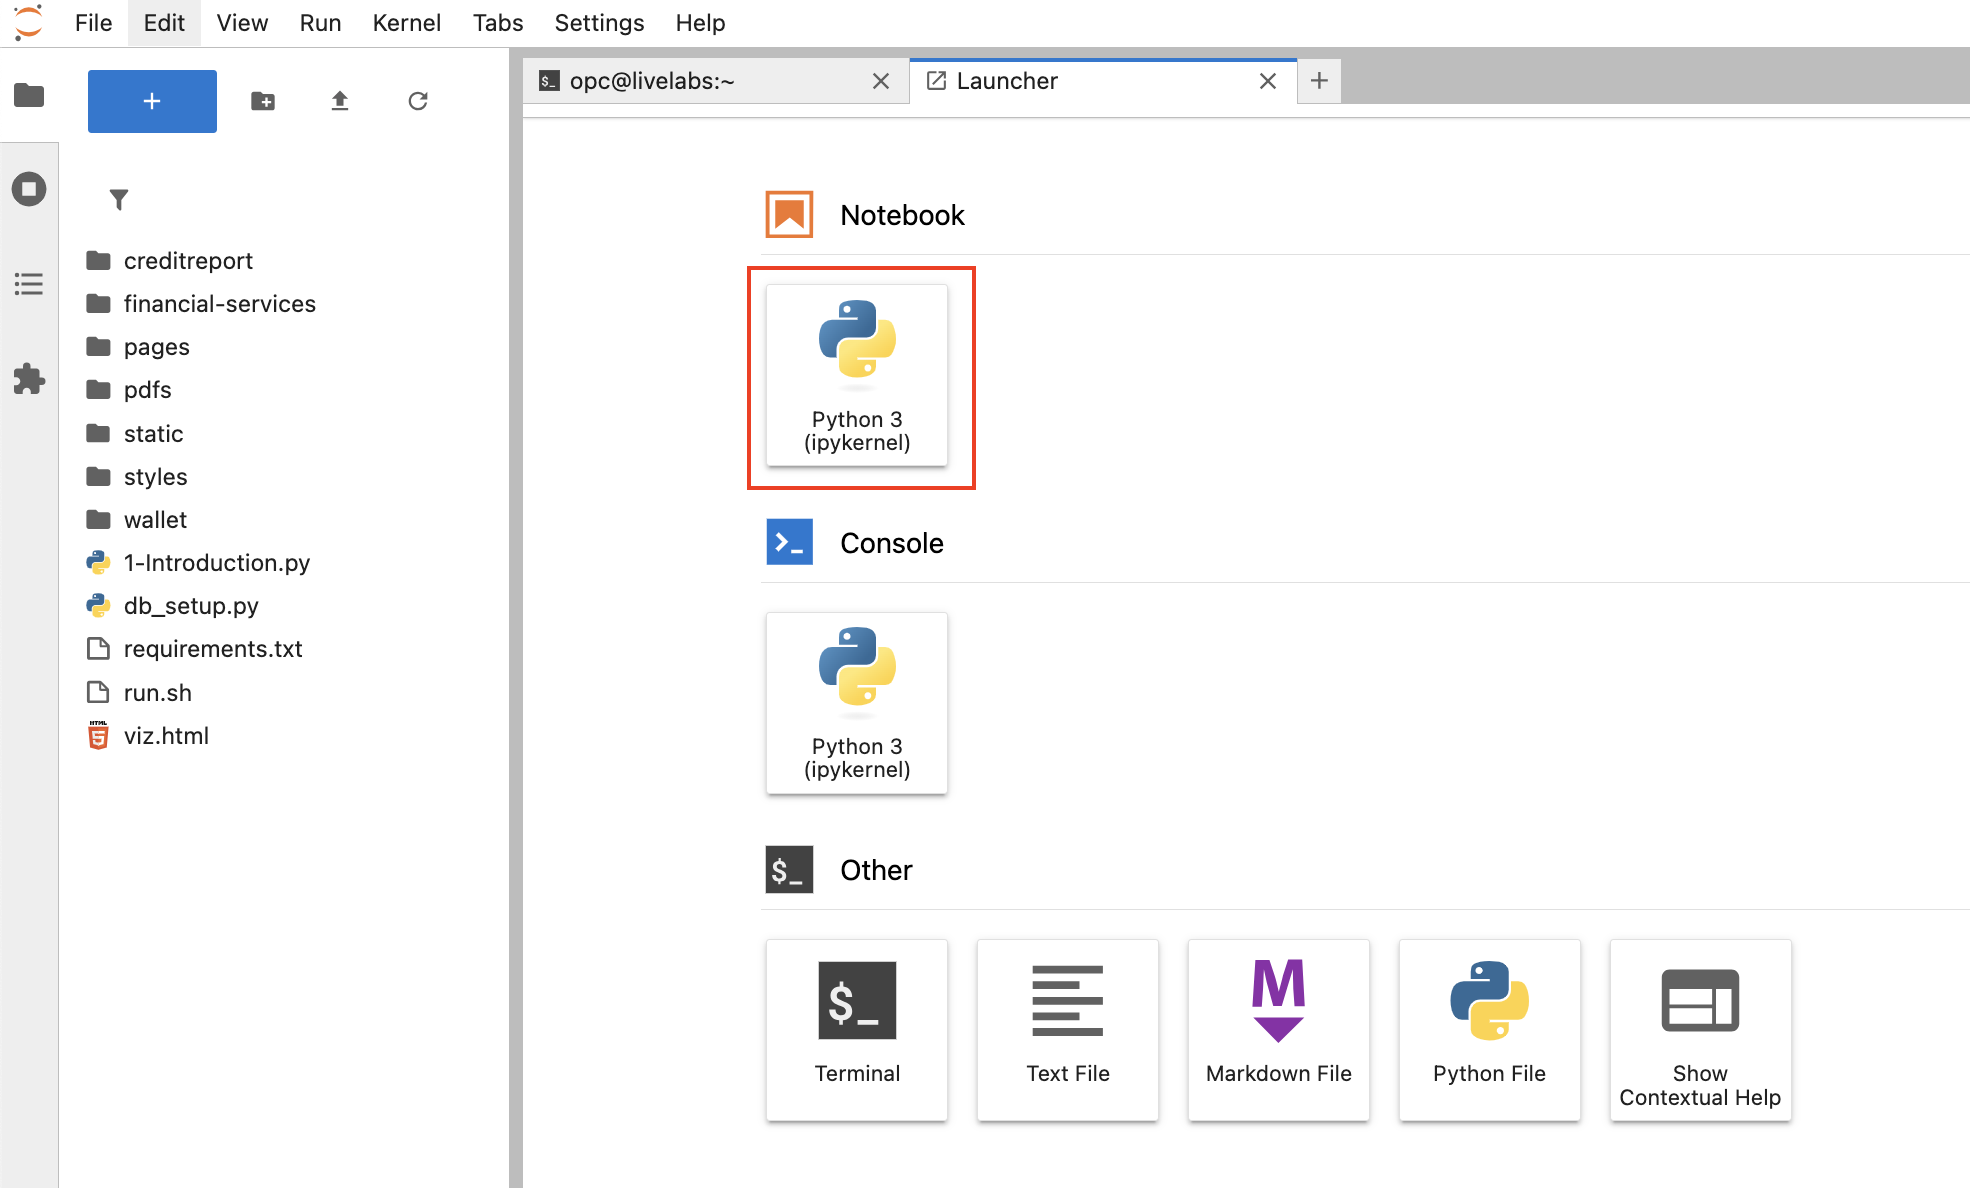 File Edit View Run Kernel Tabs Settings Help
$_ opc@livelabs:~
Launcher
creditreport
financial-services
pages
pdfs
static
styles
wallet
1-Introduction.py
db_setup.py
requirements.txt
run.sh
HTML
5
viz.html
Notebook
Python 3
(ipykernel)
>_ Console
Python 3
(ipykernel)
$_ Other
$_
Terminal
Text File
M
Markdown File
Python File
Show
Contextual Help